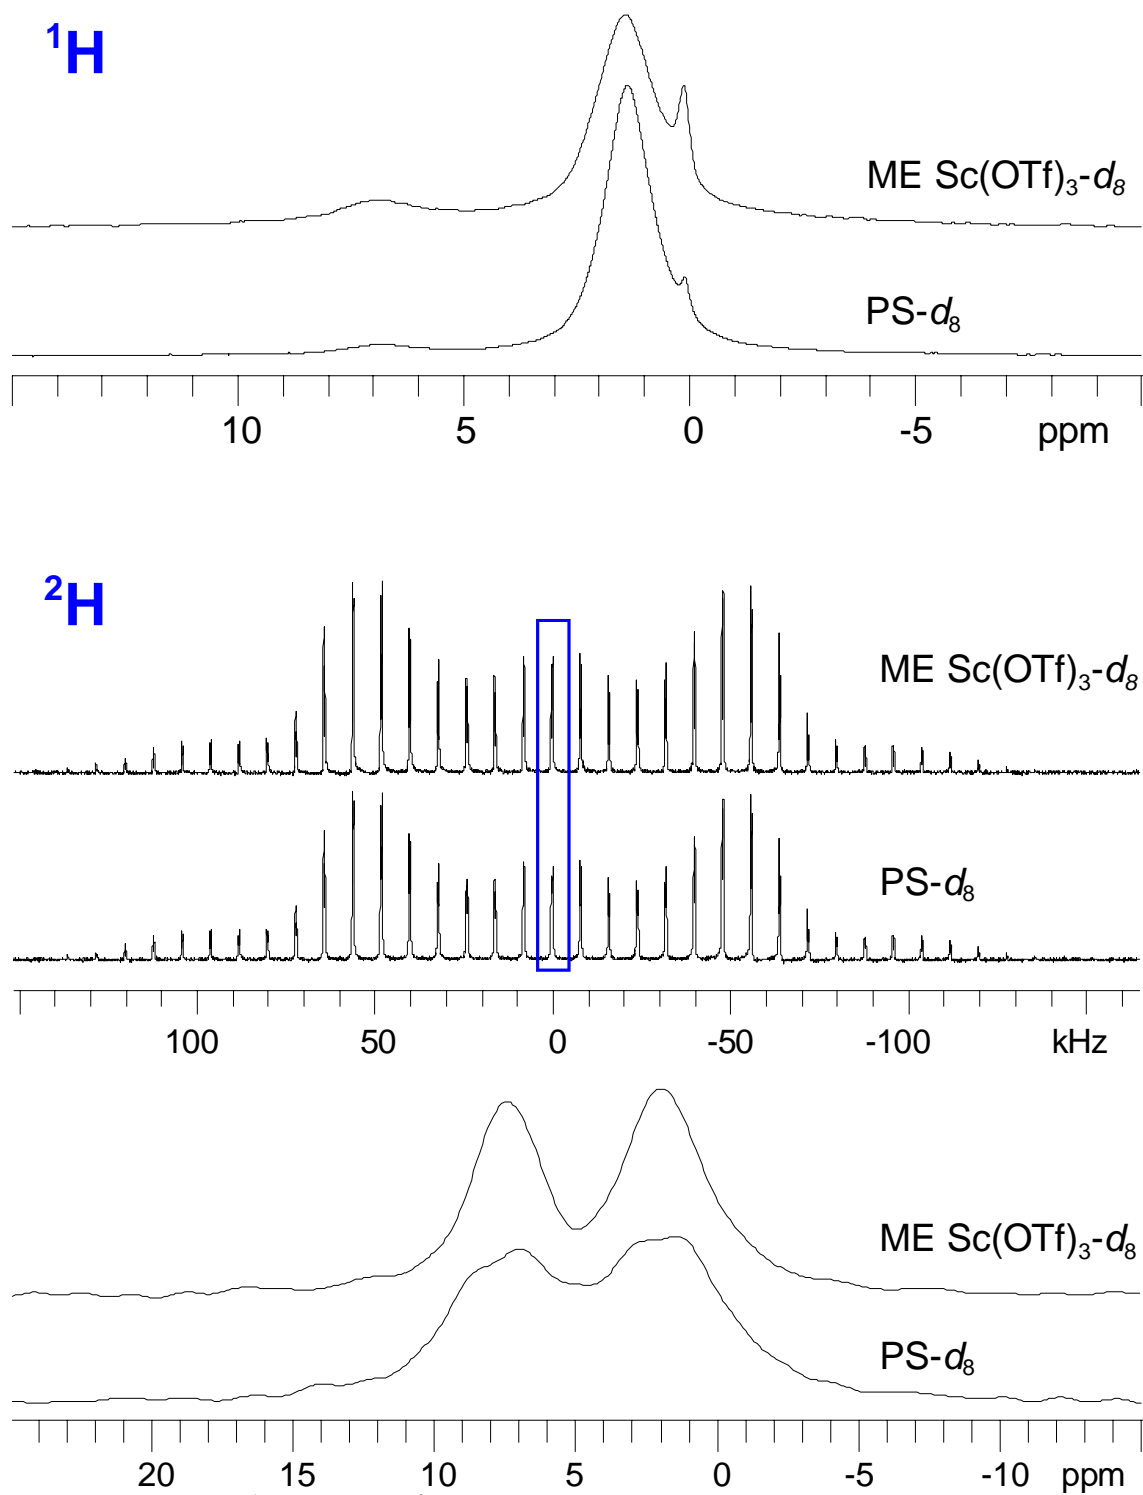 ¹H
ME Sc(OTf)₃-d₈
PS-d₈
10 5 0 -5 ppm
²H
ME Sc(OTf)₃-d₈
PS-d₈
100 50 0 -50 -100 kHz
ME Sc(OTf)₃-d₈
PS-d₈
20 15 10 5 0 -5 -10 ppm